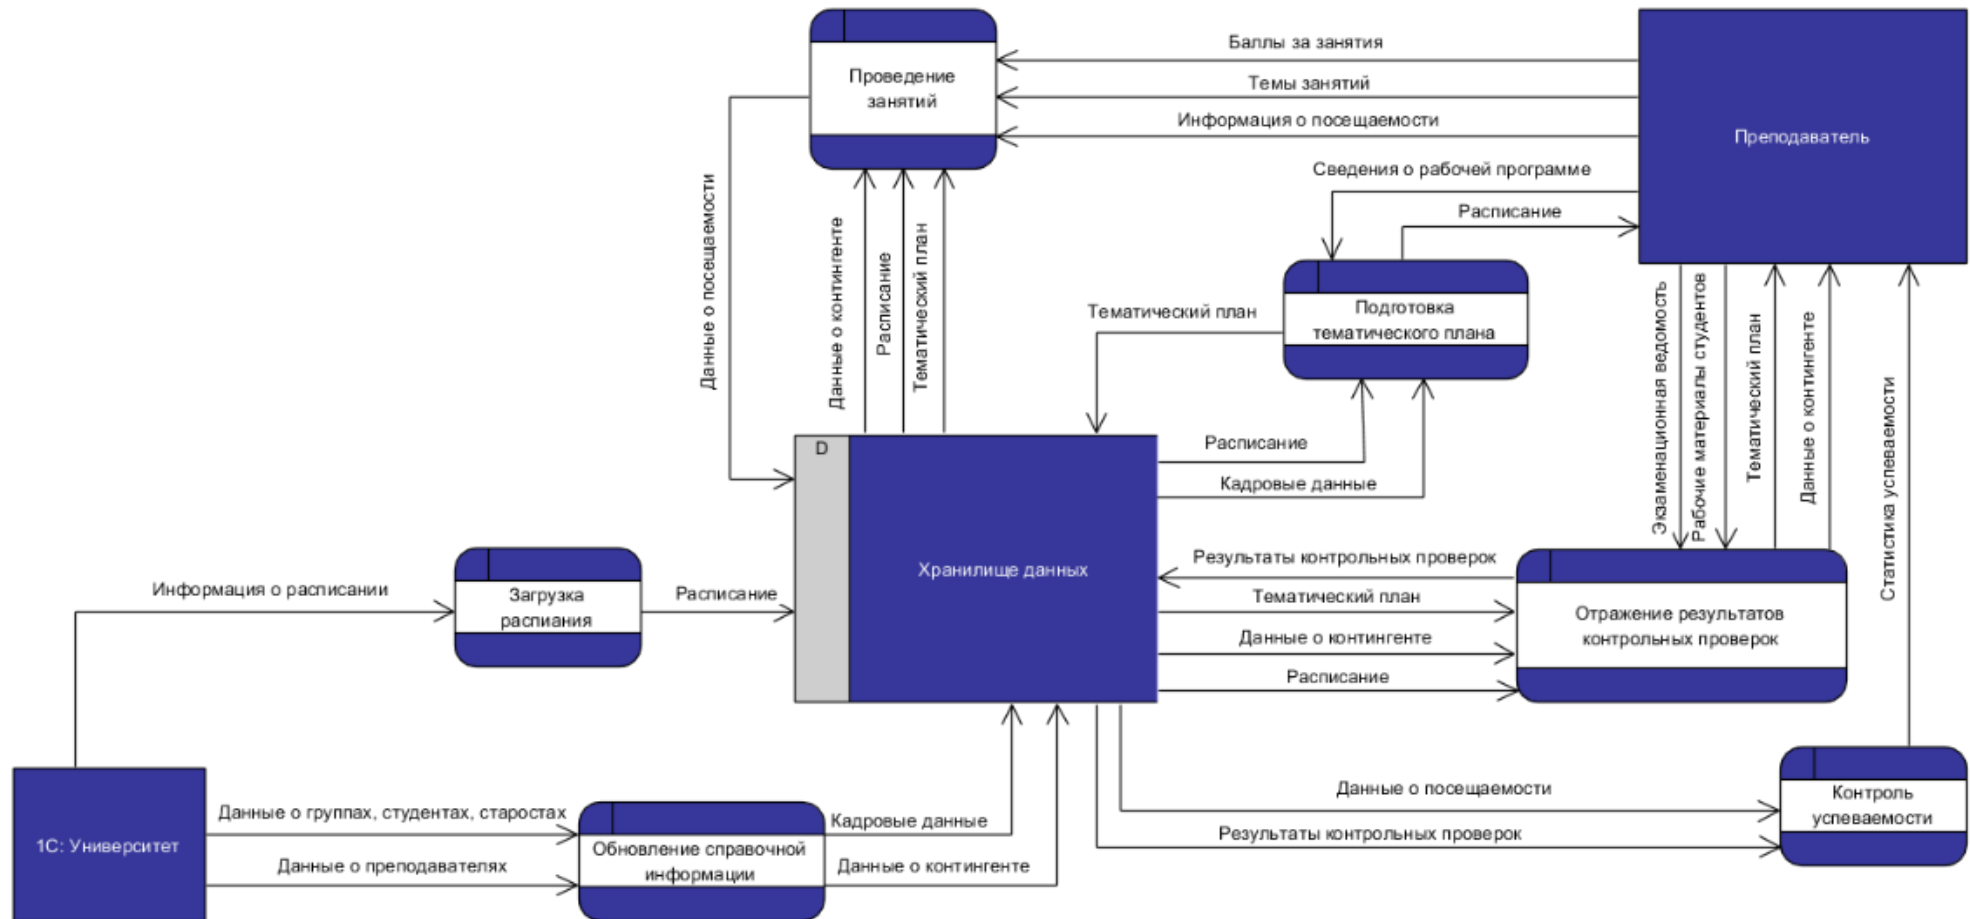 Проведение
занятий
Баллы за занятия
Темы занятий
Информация о посещаемости
Преподаватель
Сведения о рабочей программе
Расписание
Данные о посещаемости
Данные о контингенте
Расписание
Тематический план
Тематический план
Подготовка
тематического плана
Экзаменационная ведомость
Рабочие материалы студентов
Тематический план
Данные о контингенте
Статистика успеваемости
D
Хранилище данных
Расписание
Кадровые данные
Информация о расписании
Загрузка
распиания
Расписание
Результаты контрольных проверок
Тематический план
Данные о контингенте
Расписание
Отражение результатов
контрольных проверок
1С: Университет
Данные о группах, студентах, старостах
Данные о преподавателях
Обновление справочной
информации
Кадровые данные
Данные о контингенте
Данные о посещаемости
Результаты контрольных проверок
Контроль
успеваемости